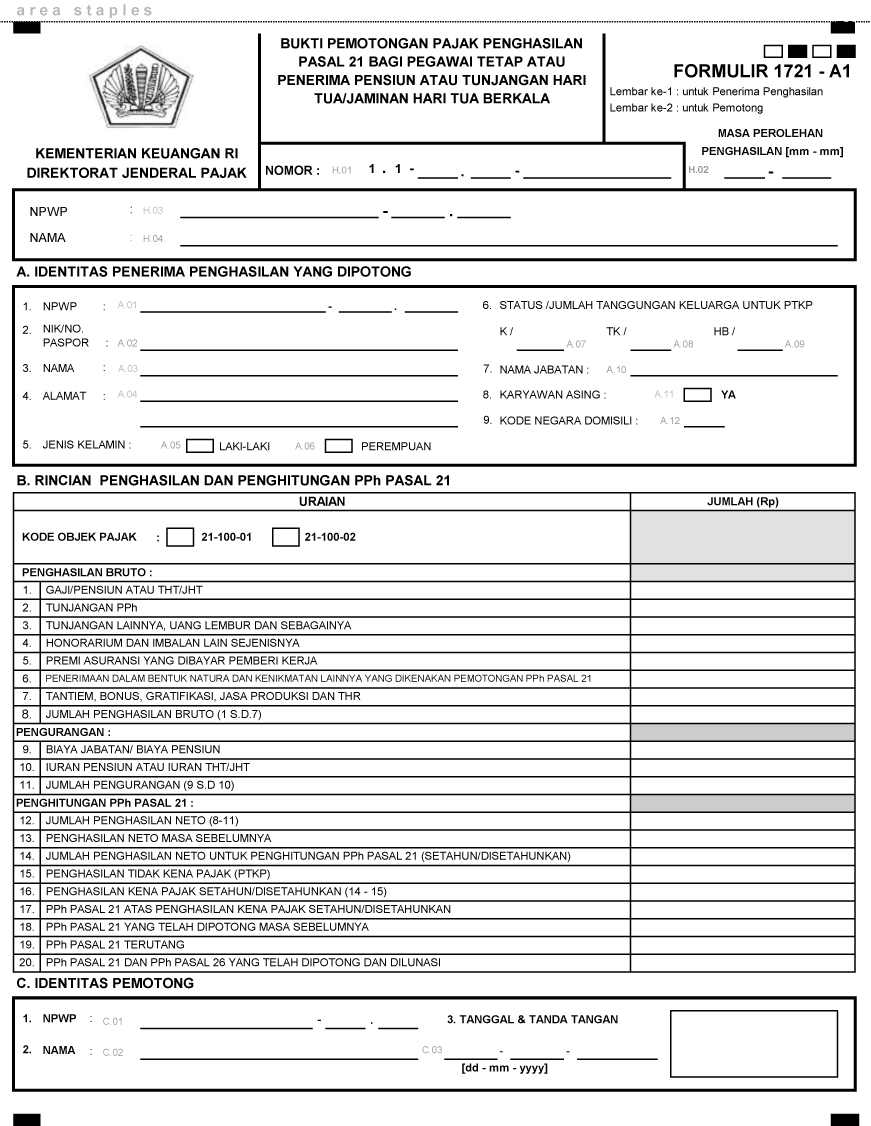 area staples
BUKTI PEMOTONGAN PAJAK PENGHASILAN
PASAL 21 BAGI PEGAWAI TETAP ATAU
PENERIMA PENSIUN ATAU TUNJANGAN HARI
TUA/JAMINAN HARI TUA BERKALA
FORMULIR 1721 - A1
Lembar ke-1 : untuk Penerima Penghasilan
Lembar ke-2 : untuk Pemotong
MASA PEROLEHAN
PENGHASILAN [mm - mm]
KEMENTERIAN KEUANGAN RI
DIREKTORAT JENDERAL PAJAK
NOMOR : H.01 1 . 1 - ____ . ____ - ____
H.02 ____ - ____
NPWP : H.03 ____ - ____ . ____
NAMA : H.04 ____
A. IDENTITAS PENERIMA PENGHASILAN YANG DIPOTONG
1. NPWP : A.01 ____ - ____ . ____
2. NIK/NO. PASPOR : A.02 ____
3. NAMA : A.03 ____
4. ALAMAT : A.04 ____
5. JENIS KELAMIN : A.05 LAKI-LAKI A.06 PEREMPUAN
6. STATUS /JUMLAH TANGGUNGAN KELUARGA UNTUK PTKP
K / ____ A.07 TK / ____ A.08 HB / ____ A.09
7. NAMA JABATAN : A.10 ____
8. KARYAWAN ASING : A.11 YA
9. KODE NEGARA DOMISILI : A.12 ____
B. RINCIAN PENGHASILAN DAN PENGHITUNGAN PPh PASAL 21
URAIAN JUMLAH (Rp)
KODE OBJEK PAJAK : 21-100-01 21-100-02
PENGHASILAN BRUTO :
1. GAJI/PENSIUN ATAU THT/JHT
2. TUNJANGAN PPh
3. TUNJANGAN LAINNYA, UANG LEMBUR DAN SEBAGAINYA
4. HONORARIUM DAN IMBALAN LAIN SEJENISNYA
5. PREMI ASURANSI YANG DIBAYAR PEMBERI KERJA
6. PENERIMAAN DALAM BENTUK NATURA DAN KENIKMATAN LAINNYA YANG DIKENAKAN PEMOTONGAN PPh PASAL 21
7. TANTIEM, BONUS, GRATIFIKASI, JASA PRODUKSI DAN THR
8. JUMLAH PENGHASILAN BRUTO (1 S.D.7)
PENGURANGAN :
9. BIAYA JABATAN/ BIAYA PENSIUN
10. IURAN PENSIUN ATAU IURAN THT/JHT
11. JUMLAH PENGURANGAN (9 S.D 10)
PENGHITUNGAN PPh PASAL 21 :
12. JUMLAH PENGHASILAN NETO (8-11)
13. PENGHASILAN NETO MASA SEBELUMNYA
14. JUMLAH PENGHASILAN NETO UNTUK PENGHITUNGAN PPh PASAL 21 (SETAHUN/DISETAHUNKAN)
15. PENGHASILAN TIDAK KENA PAJAK (PTKP)
16. PENGHASILAN KENA PAJAK SETAHUN/DISETAHUNKAN (14 - 15)
17. PPh PASAL 21 ATAS PENGHASILAN KENA PAJAK SETAHUN/DISETAHUNKAN
18. PPh PASAL 21 YANG TELAH DIPOTONG MASA SEBELUMNYA
19. PPh PASAL 21 TERUTANG
20. PPh PASAL 21 DAN PPh PASAL 26 YANG TELAH DIPOTONG DAN DILUNASI
C. IDENTITAS PEMOTONG
1. NPWP : C.01 ____ - ____ . ____ 3. TANGGAL & TANDA TANGAN
2. NAMA : C.02 ____ C.03 ____ - ____ - ____
[dd - mm - yyyy]